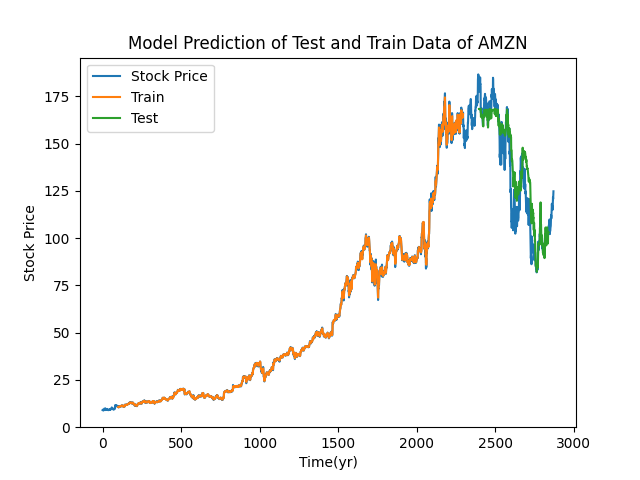 Model Prediction of Test and Train Data of AMZN
Stock Price
Train
Test
Stock Price
175
150
125
100
75
50
25
0
0 500 1000 1500 2000 2500 3000
Time(yr)